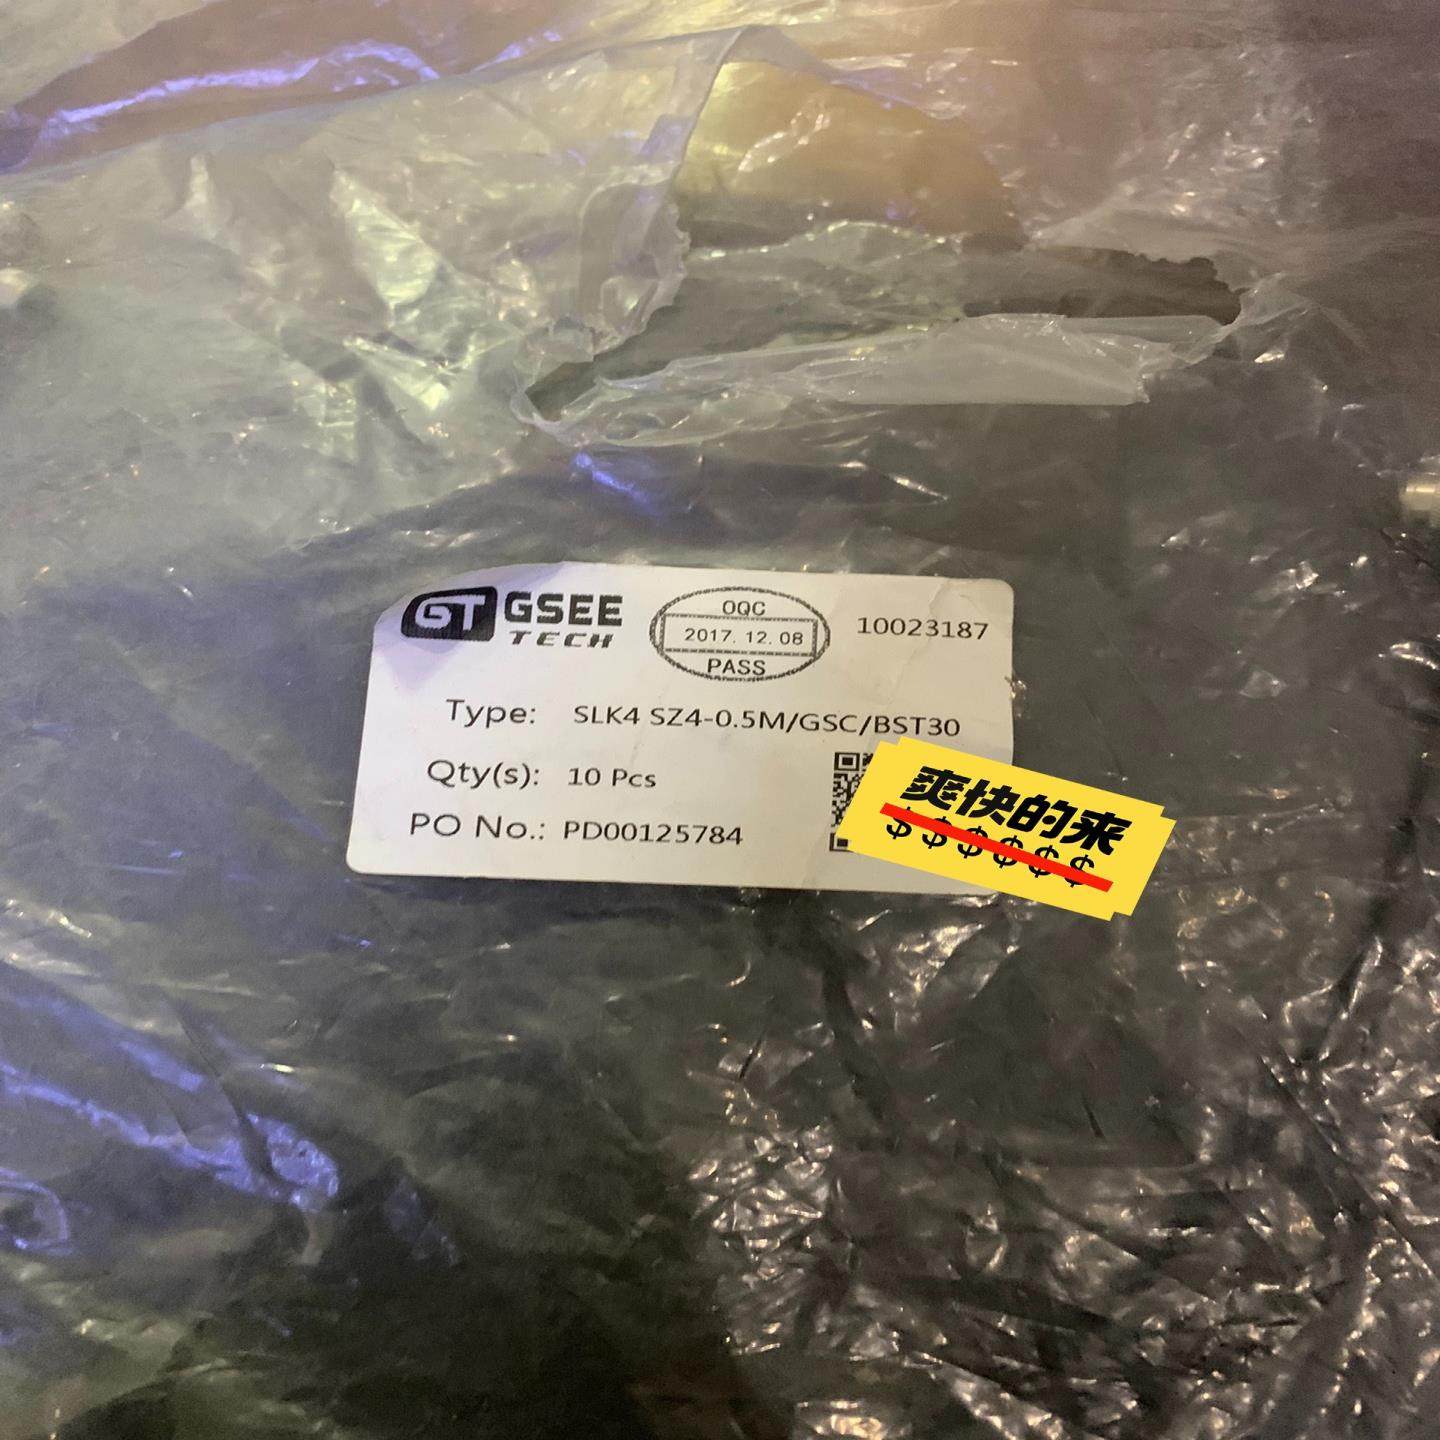 GT GSEE
TECH
OQC
2017. 12. 08
PASS
10023187
Type: SLK4 SZ4-0.5M/GSC/BST30
Qty(s): 10 Pcs
PO No.: PD00125784
爽快的来
$$$$$$